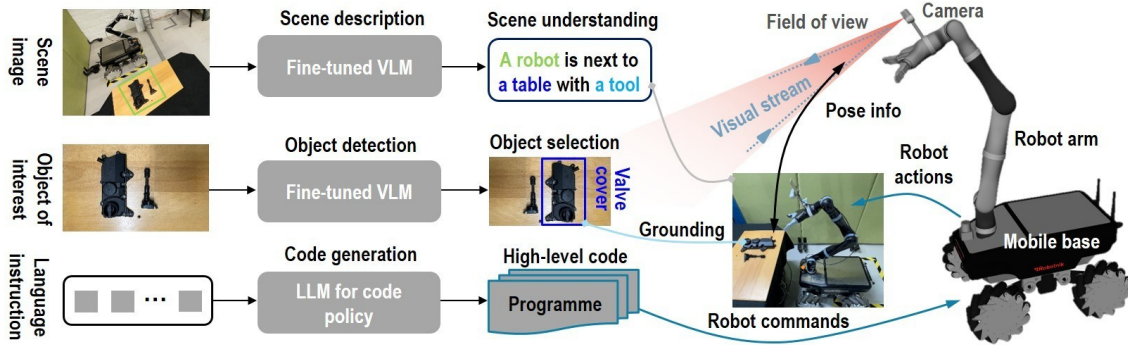 Scene image
Scene description
Fine-tuned VLM
Scene understanding
A robot is next to
a table with a tool
Field of view
Camera
Visual stream
Pose info
Robot arm
Robot actions
Mobile base
Object of interest
Object detection
Fine-tuned VLM
Object selection
Valve cover
Grounding
Language instruction
...
Code generation
LLM for code
policy
High-level code
Programme
Robot commands